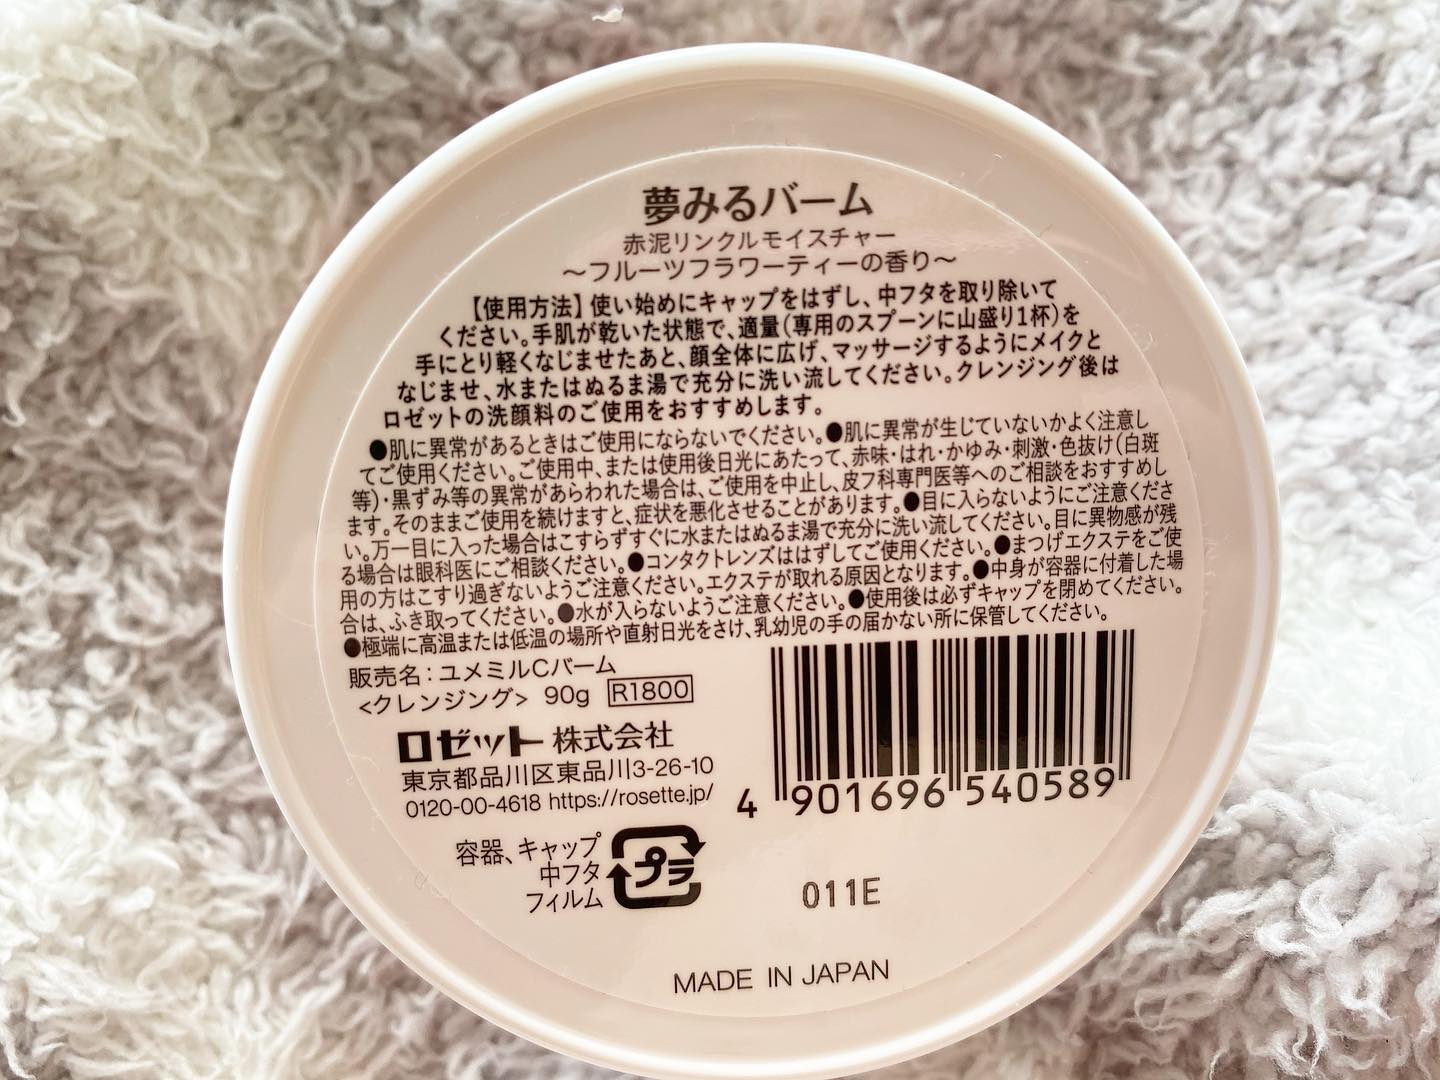 夢みるバーム
赤泥リンクルモイスチャー
〜フルーツフラワーティーの香り〜
【使用方法】使い始めにキャップをはずし、中フタを取り除いて
ください。手肌が乾いた状態で、適量(専用のスプーンに山盛り1杯)を
手にとり軽くなじませたあと、顔全体に広げ、マッサージするようにメイクと
なじませ、水またはぬるま湯で充分に洗い流してください。クレンジング後は
ロゼットの洗顔料のご使用をおすすめします。
●肌に異常があるときはご使用にならないでください。●肌に異常が生じていないかよく注意し
てご使用ください。ご使用中、または使用後日光にあたって、赤味・はれ・かゆみ・刺激・色抜け(白斑
等)・黒ずみ等の異常があらわれた場合は、ご使用を中止し、皮フ科専門医等へのご相談をおすすめし
ます。そのままご使用を続けますと、症状を悪化させることがあります。●目に入らないようにご注意くださ
い。万一目に入った場合はこすらずすぐに水またはぬるま湯で充分に洗い流してください。目に異物感が残
る場合は眼科医にご相談ください。●コンタクトレンズははずしてご使用ください。●まつげエクステをご使
用の方はこすり過ぎないようご注意ください。エクステが取れる原因となります。●中身が容器に付着した場
合は、ふき取ってください。●水が入らないようご注意ください。●使用後は必ずキャップを閉めてください。
●極端に高温または低温の場所や直射日光をさけ、乳幼児の手の届かない所に保管してください。
販売名:ユメミルCバーム
<クレンジング> 90g R1800
ロゼット株式会社
東京都品川区東品川3-26-10
0120-00-4618 https://rosette.jp/
4 901696 540589
容器、キャップ
中フタ
フィルム
プラ
011E
MADE IN JAPAN